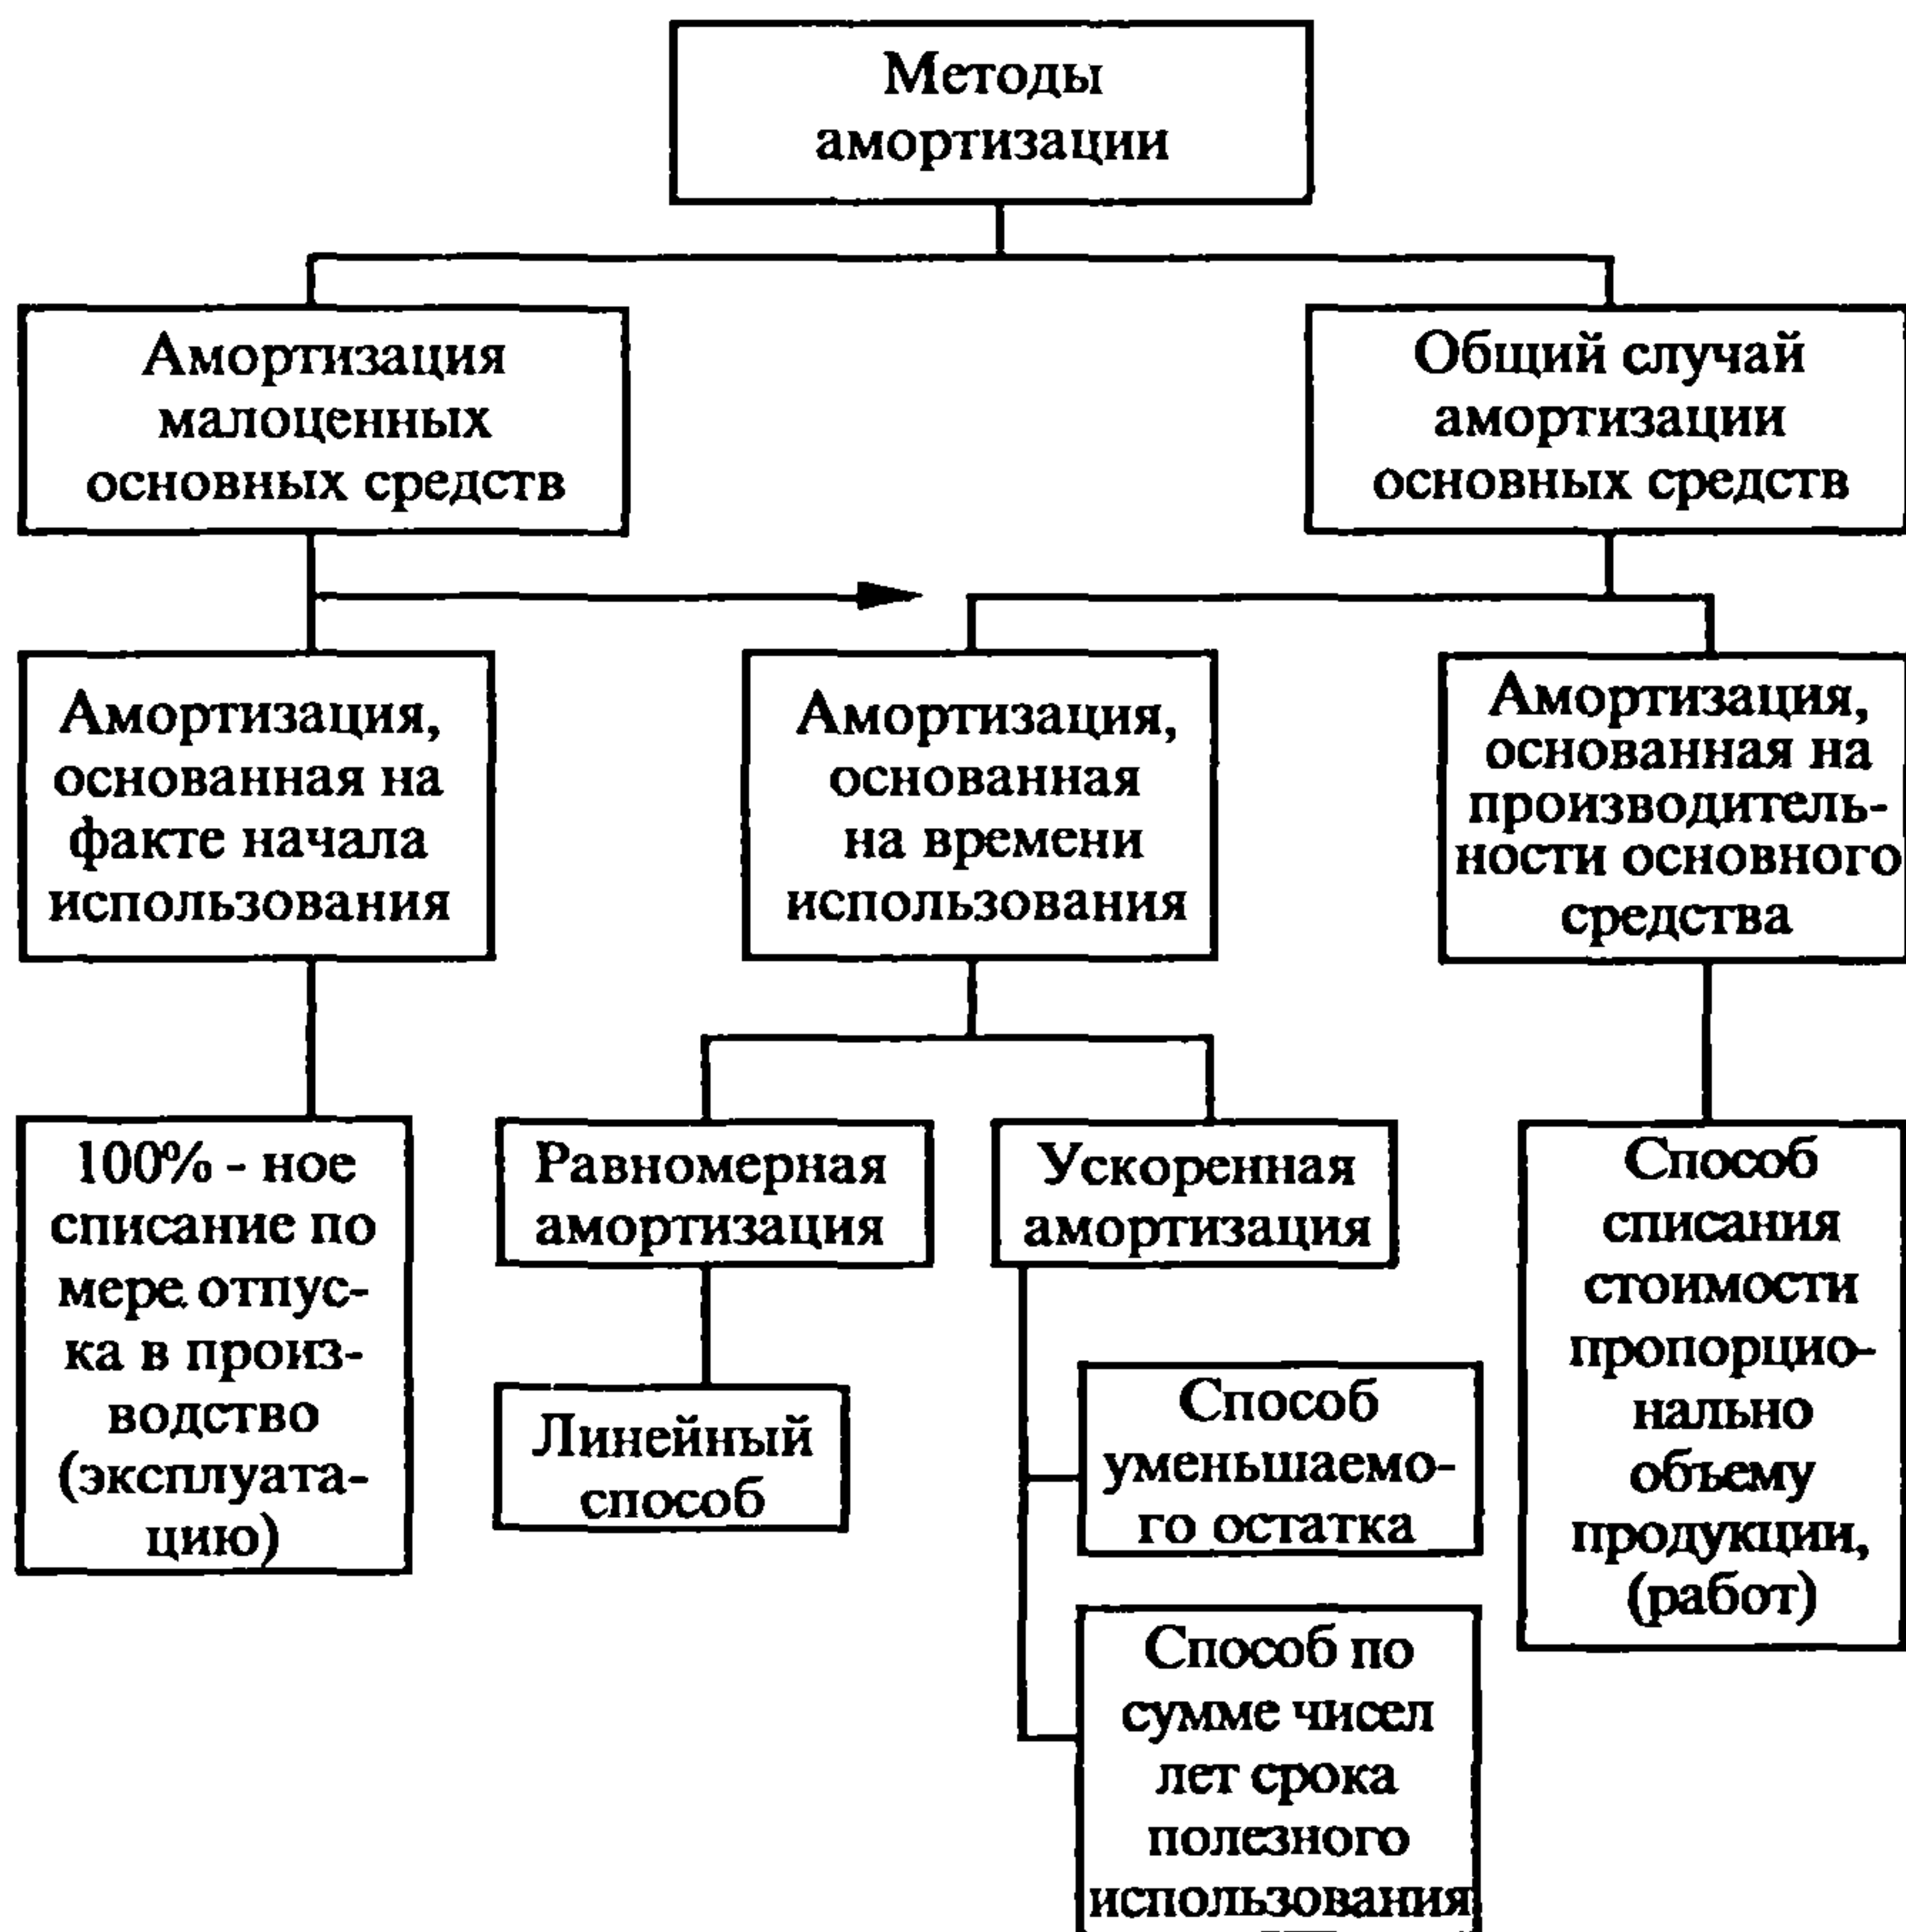 Методы
амортизации
Амортизация
малоценных
основных средств
Общий случай
амортизации
основных средств
Амортизация,
основанная на
факте начала
использования
Амортизация,
основанная
на времени
использования
Амортизация,
основанная на
производитель-
ности основного
средства
100% - ное
списание по
мере отпус-
ка в произ-
водство
(эксплуата-
цию)
Равномерная
амортизация
Ускоренная
амортизация
Способ
списания
стоимости
пропорцио-
нально
объему
продукции,
(работ)
Линейный
способ
Способ
уменьшаемо-
го остатка
Способ по
сумме чисел
лет срока
полезного
использования